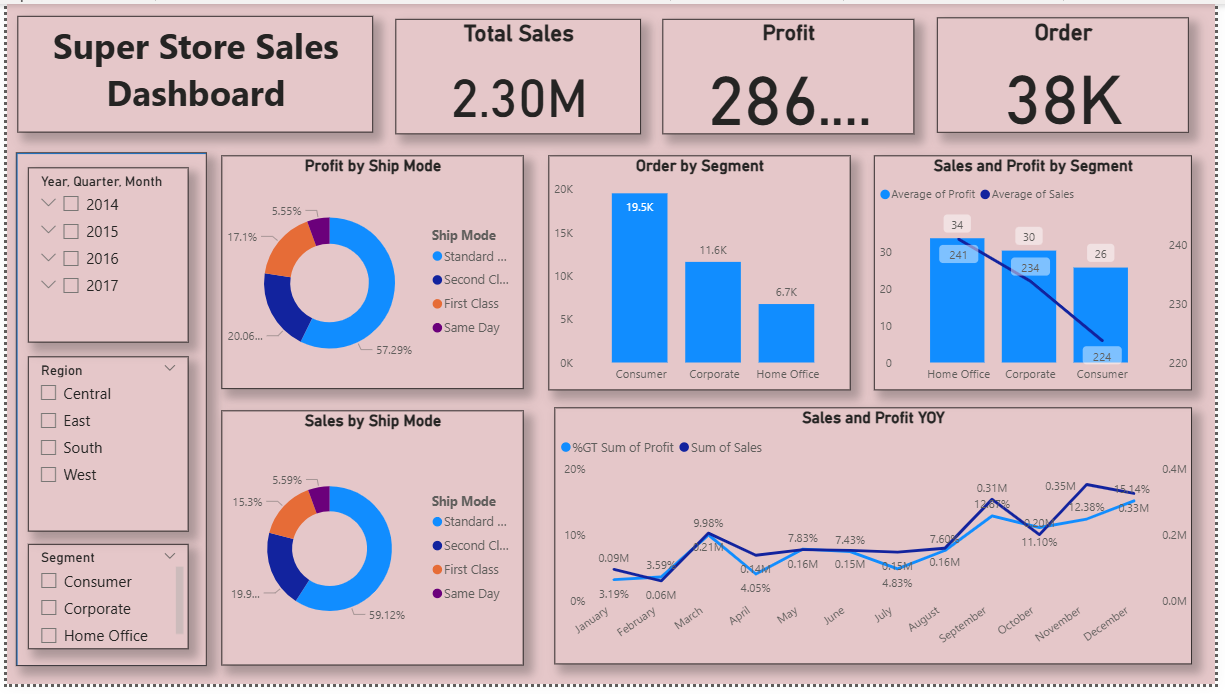 Super Store Sales
Dashboard
Total Sales
2.30M
Profit
286....
Order
38K
Year, Quarter, Month
2014
2015
2016
2017
Region
Central
East
South
West
Segment
Consumer
Corporate
Home Office
Profit by Ship Mode
5.55%
17.1%
20.06...
57.29%
Ship Mode
Standard ...
Second Cl...
First Class
Same Day
Order by Segment
20K
15K
10K
5K
0K
19.5K
11.6K
6.7K
Consumer
Corporate
Home Office
Sales and Profit by Segment
Average of Profit
Average of Sales
30
20
10
0
34
30
26
241
234
224
240
230
220
Home Office
Corporate
Consumer
Sales by Ship Mode
5.59%
15.3%
19.9...
59.12%
Ship Mode
Standard ...
Second Cl...
First Class
Same Day
Sales and Profit YOY
%GT Sum of Profit
Sum of Sales
20%
10%
0%
0.09M
3.19%
3.59%
0.06M
9.98%
0.21M
0.14M
4.05%
7.83%
0.16M
7.43%
0.15M
0.15M
4.83%
7.60%
0.16M
0.31M
12.87%
0.20M
11.10%
0.35M
12.38%
15.14%
0.33M
0.4M
0.2M
0.0M
January
February
March
April
May
June
July
August
September
October
November
December